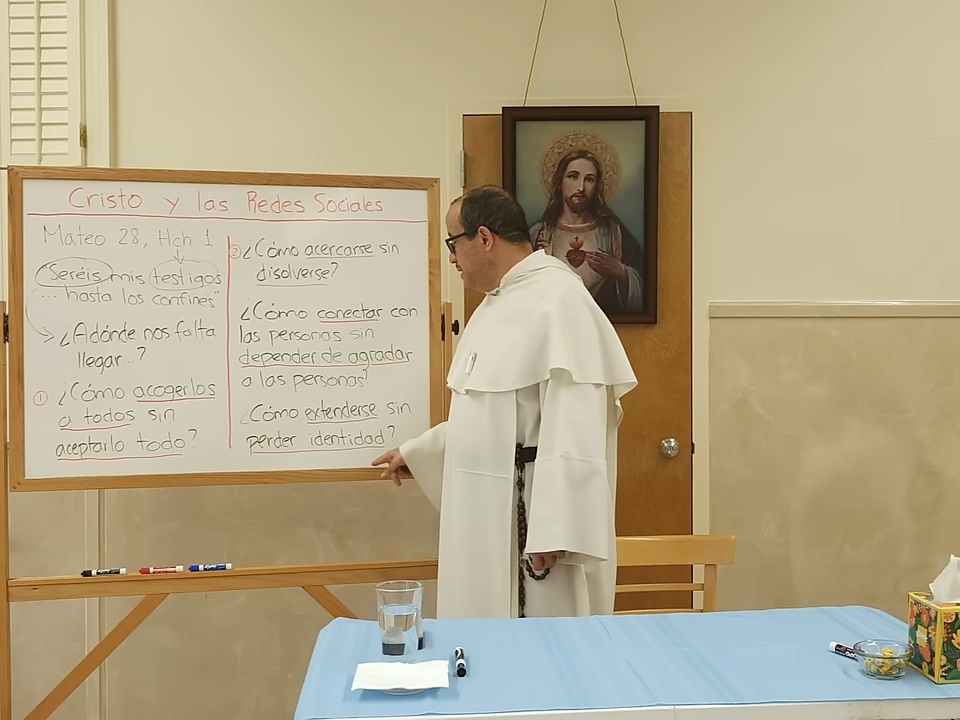 Cristo y las Redes Sociales
Mateo 28, Hch 1
"Seréis mis testigos
... hasta los confines"
¿Adónde nos falta
llegar..?
① ¿Cómo acogerlos
a todos sin
aceptarlo todo?
② ¿Cómo acercarse sin
disolverse?
¿Cómo conectar con
las personas sin
depender de agradar
a las personas?
¿Cómo extenderse sin
perder identidad?